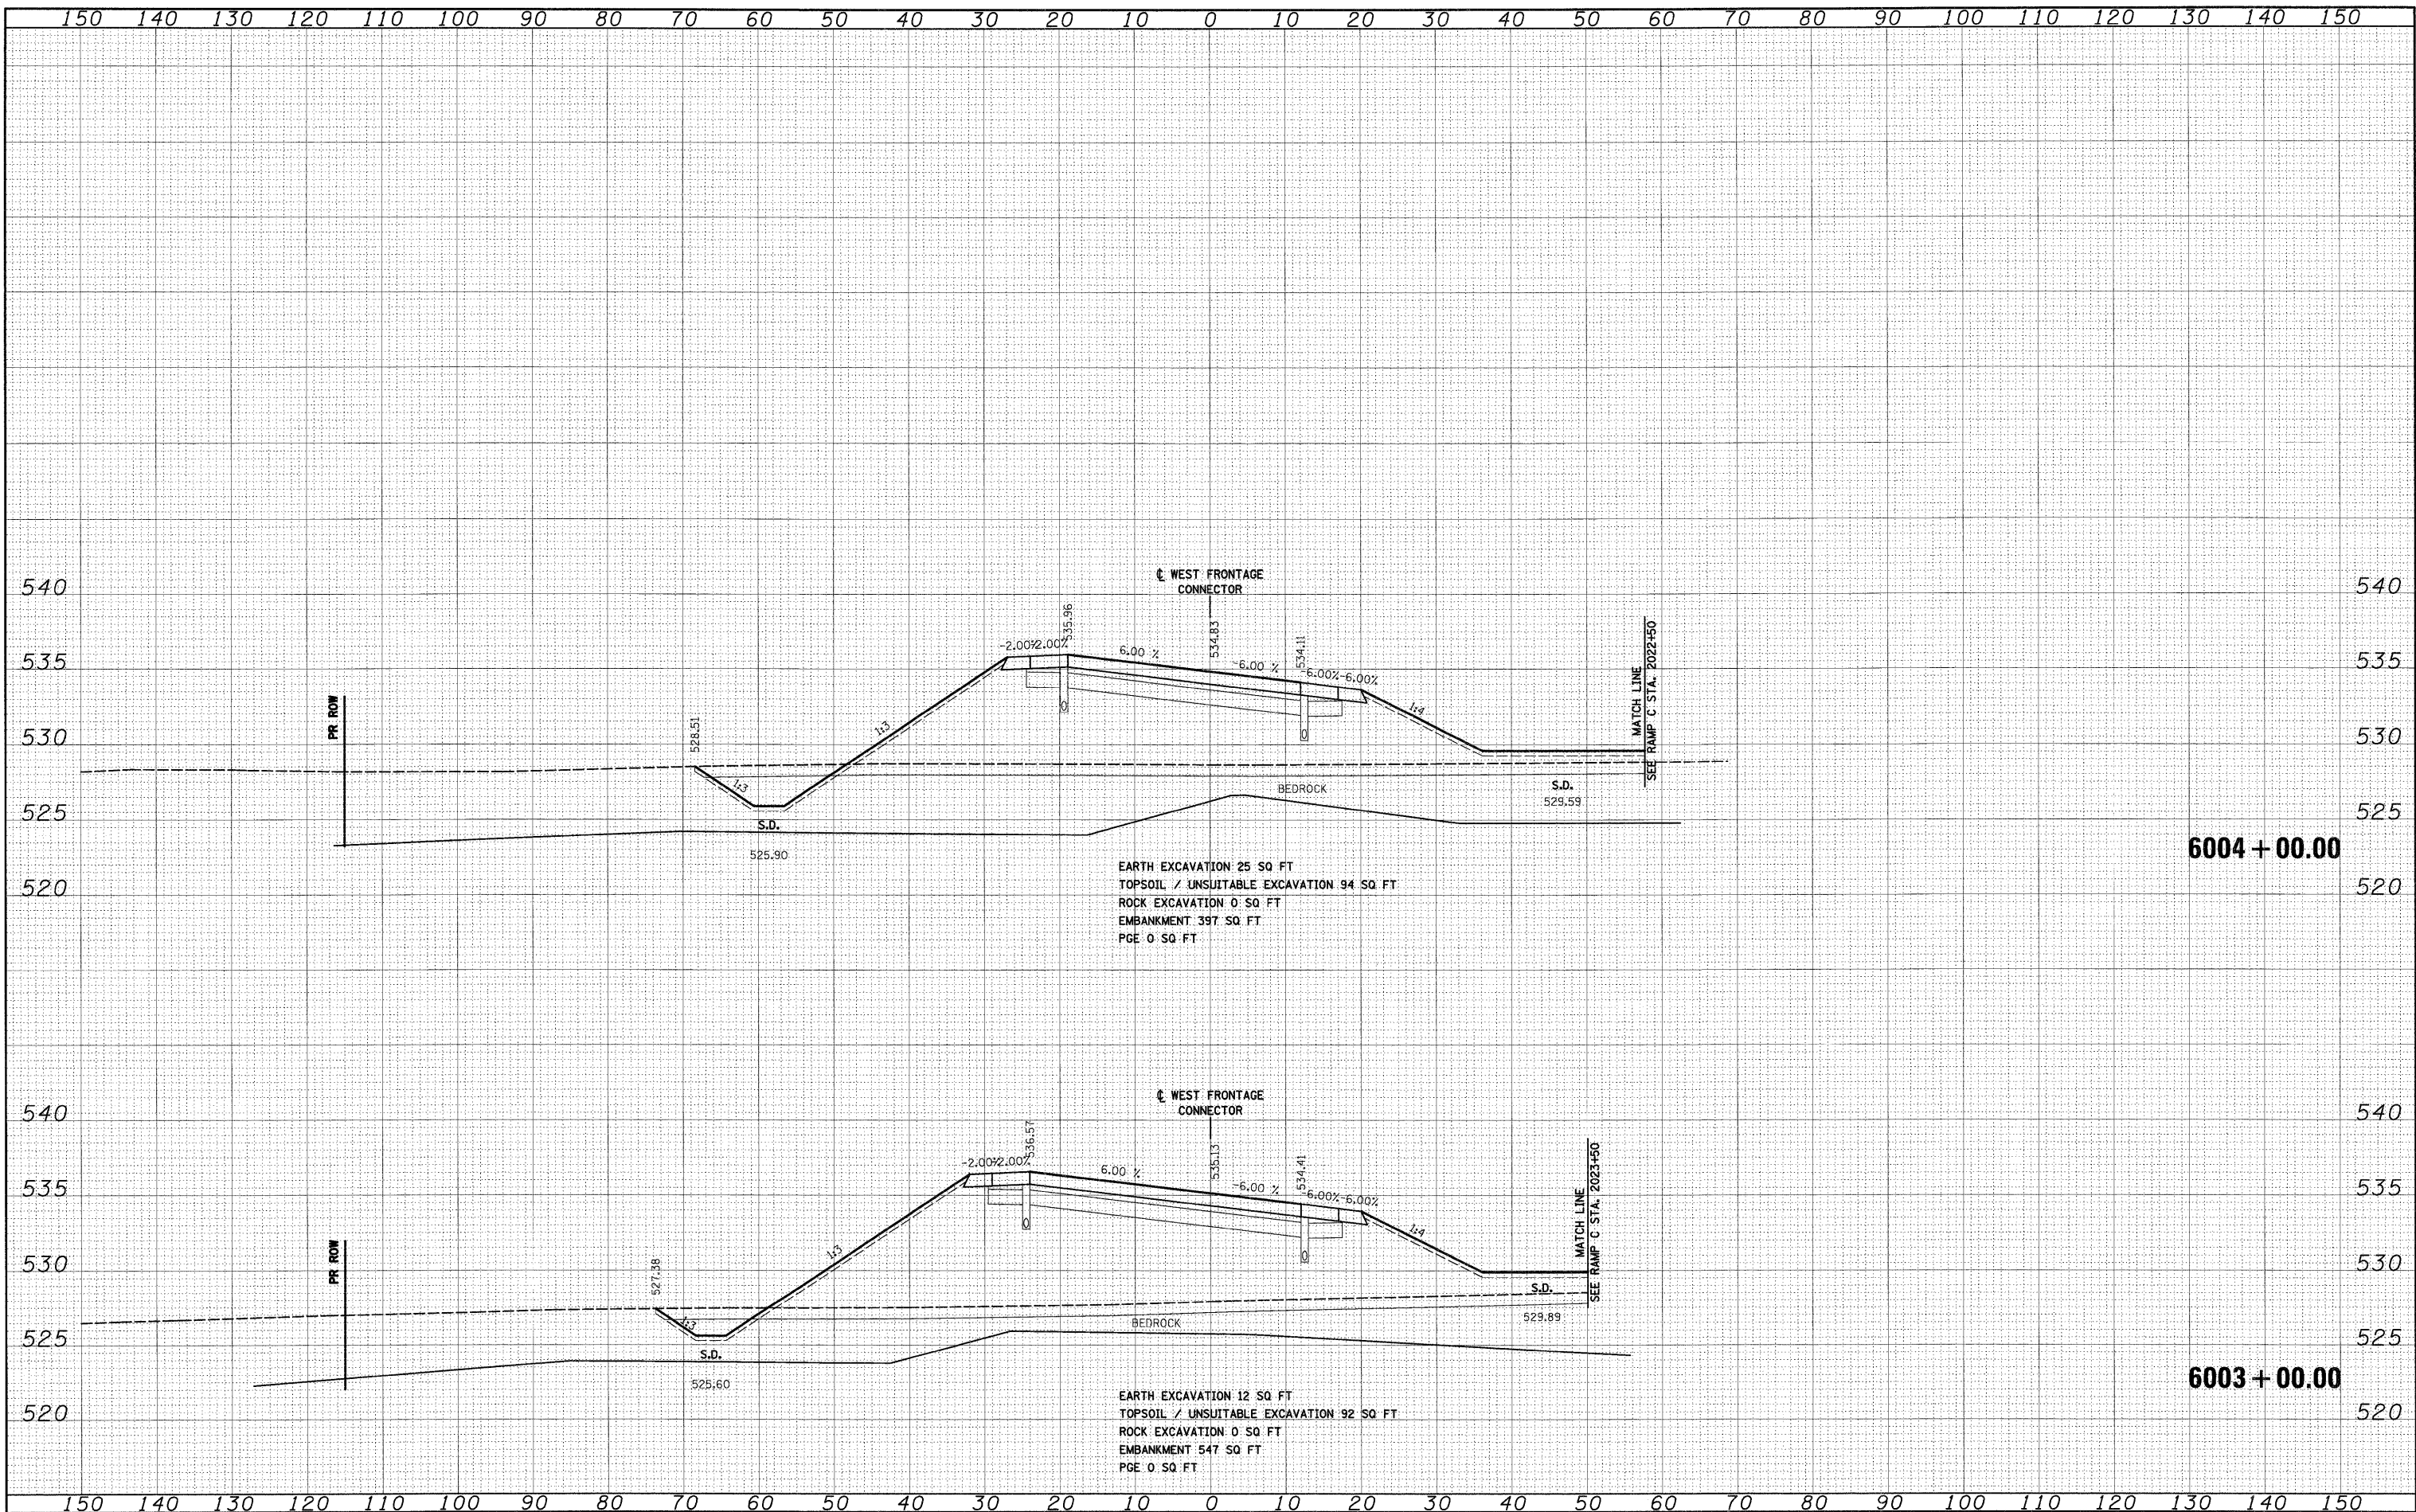 150 140 130 120 110 100 90 80 70 60 50 40 30 20 10 0 10 20 30 40 50 60 70 80 90 100 110 120 130 140 150
℄ WEST FRONTAGE
CONNECTOR
540 540
535.96
534.83
534.11
-2.00% -2.00% 6.00 % -6.00 % -6.00% -6.00%
535 535
MATCH LINE
SEE RAMP C STA. 2022+50
PR ROW
1:3
1:4
528.51
530 530
1:3
BEDROCK
S.D.
529.59
525 525
S.D.
525.90
6004+00.00
EARTH EXCAVATION 25 SQ FT
TOPSOIL / UNSUITABLE EXCAVATION 94 SQ FT
ROCK EXCAVATION 0 SQ FT
EMBANKMENT 397 SQ FT
PGE 0 SQ FT
520 520
℄ WEST FRONTAGE
CONNECTOR
540 540
536.57
535.13
534.41
-2.00% -2.00% 6.00 % -6.00 % -6.00% -6.00%
535 535
MATCH LINE
SEE RAMP C STA. 2023+50
PR ROW
1:3
1:4
527.38
530 530
S.D.
529.89
1:3
BEDROCK
525 525
S.D.
525.60
6003+00.00
EARTH EXCAVATION 12 SQ FT
TOPSOIL / UNSUITABLE EXCAVATION 92 SQ FT
ROCK EXCAVATION 0 SQ FT
EMBANKMENT 547 SQ FT
PGE 0 SQ FT
520 520
150 140 130 120 110 100 90 80 70 60 50 40 30 20 10 0 10 20 30 40 50 60 70 80 90 100 110 120 130 140 150